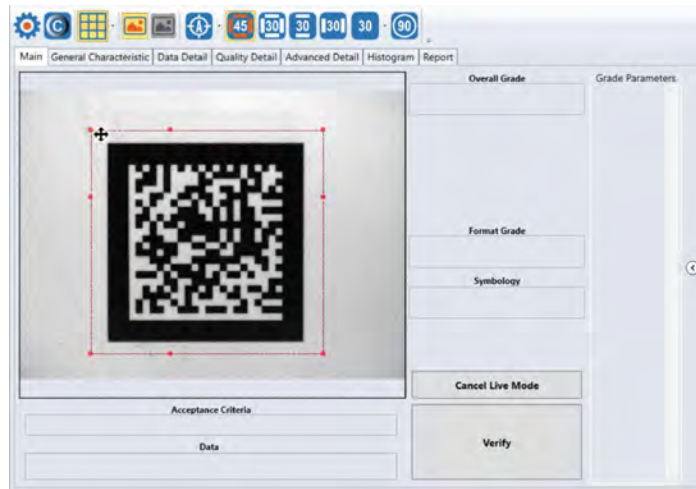 C A 45 30 30 30 30 90
Main General Characteristic Data Detail Quality Detail Advanced Detail Histogram Report
Overall Grade
Grade Parameters
Format Grade
Symbology
Cancel Live Mode
Acceptance Criteria
Verify
Data